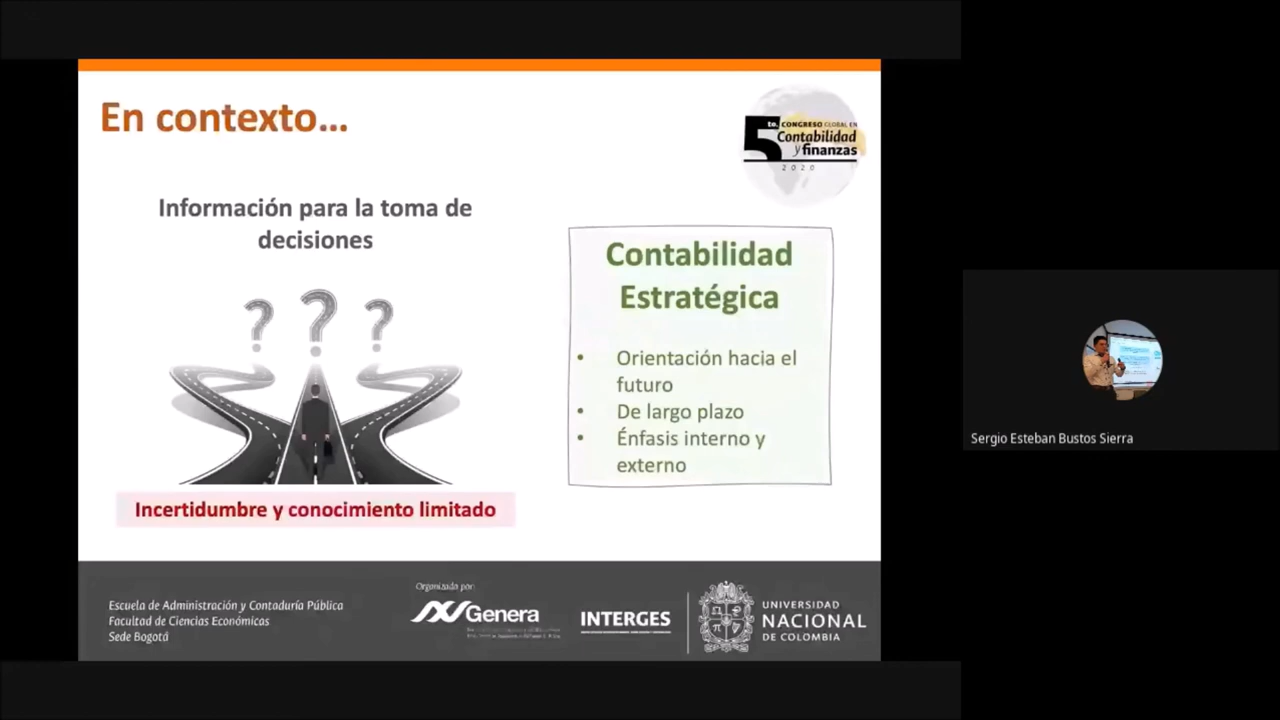 En contexto...
5to. CONGRESO GLOBAL EN
Contabilidad
y finanzas
2020
Información para la toma de
decisiones
? ? ?
Incertidumbre y conocimiento limitado
Contabilidad
Estratégica
• Orientación hacia el
futuro
• De largo plazo
• Énfasis interno y
externo
Sergio Esteban Bustos Sierra
Escuela de Administración y Contaduría Pública
Facultad de Ciencias Económicas
Sede Bogotá
Organizado por:
Genera
INTERGES
UNIVERSIDAD
NACIONAL
DE COLOMBIA